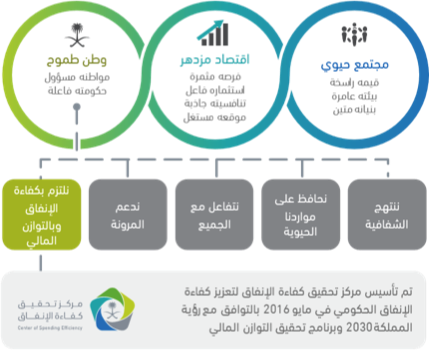 مجتمع حيوي
قيمه راسخة
بيئته عامرة
بنيانه متين
اقتصاد مزدهر
فرصه مثمرة
استثماره فاعل
تنافسيته جاذبة
موقعه مستغل
وطن طموح
مواطنه مسؤول
حكومته فاعلة
ننتهج
الشفافية
نحافظ على
مواردنا
الحيوية
نتفاعل مع
الجميع
ندعم
المرونة
نلتزم بكفاءة
الإنفاق
وبالتوازن
المالي
تم تأسيس مركز تحقيق كفاءة الإنفاق لتعزيز كفاءة
الإنفاق الحكومي في مايو 2016 بالتوافق مع رؤية
المملكة 2030 وبرنامج تحقيق التوازن المالي
مركز تحقيق
كفاءة الإنفاق
Center of Spending Efficiency